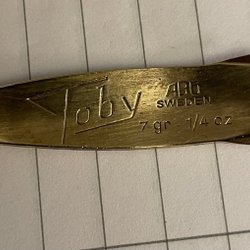 Toby
ABU
SWEDEN
7 gr 1/4 oz